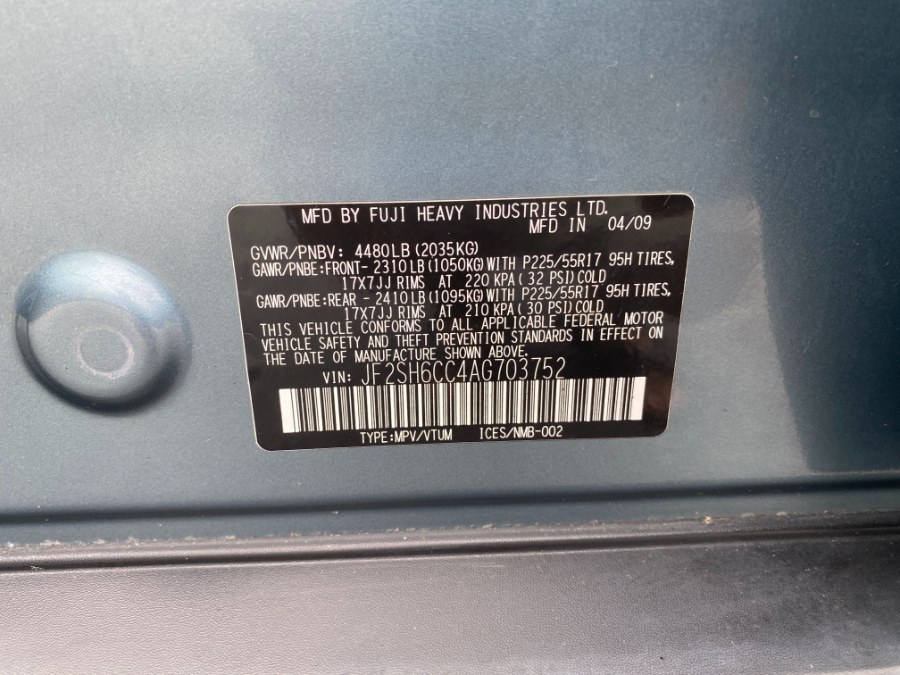 MFD BY FUJI HEAVY INDUSTRIES LTD.
MFD IN 04/09
GVWR/PNBV: 4480LB (2035KG)
GAWR/PNBE:FRONT- 2310LB (1050KG) WITH P225/55R17 95H TIRES,
17X7JJ RIMS AT 220 KPA ( 32 PSI) COLD
GAWR/PNBE:REAR - 2410LB (1095KG) WITH P225/55R17 95H TIRES,
17X7JJ RIMS AT 210 KPA ( 30 PSI) COLD
THIS VEHICLE CONFORMS TO ALL APPLICABLE FEDERAL MOTOR
VEHICLE SAFETY AND THEFT PREVENTION STANDARDS IN EFFECT ON
THE DATE OF MANUFACTURE SHOWN ABOVE.
VIN: JF2SH6CC4AG703752
TYPE:MPV/VTUM ICES/NMB-002